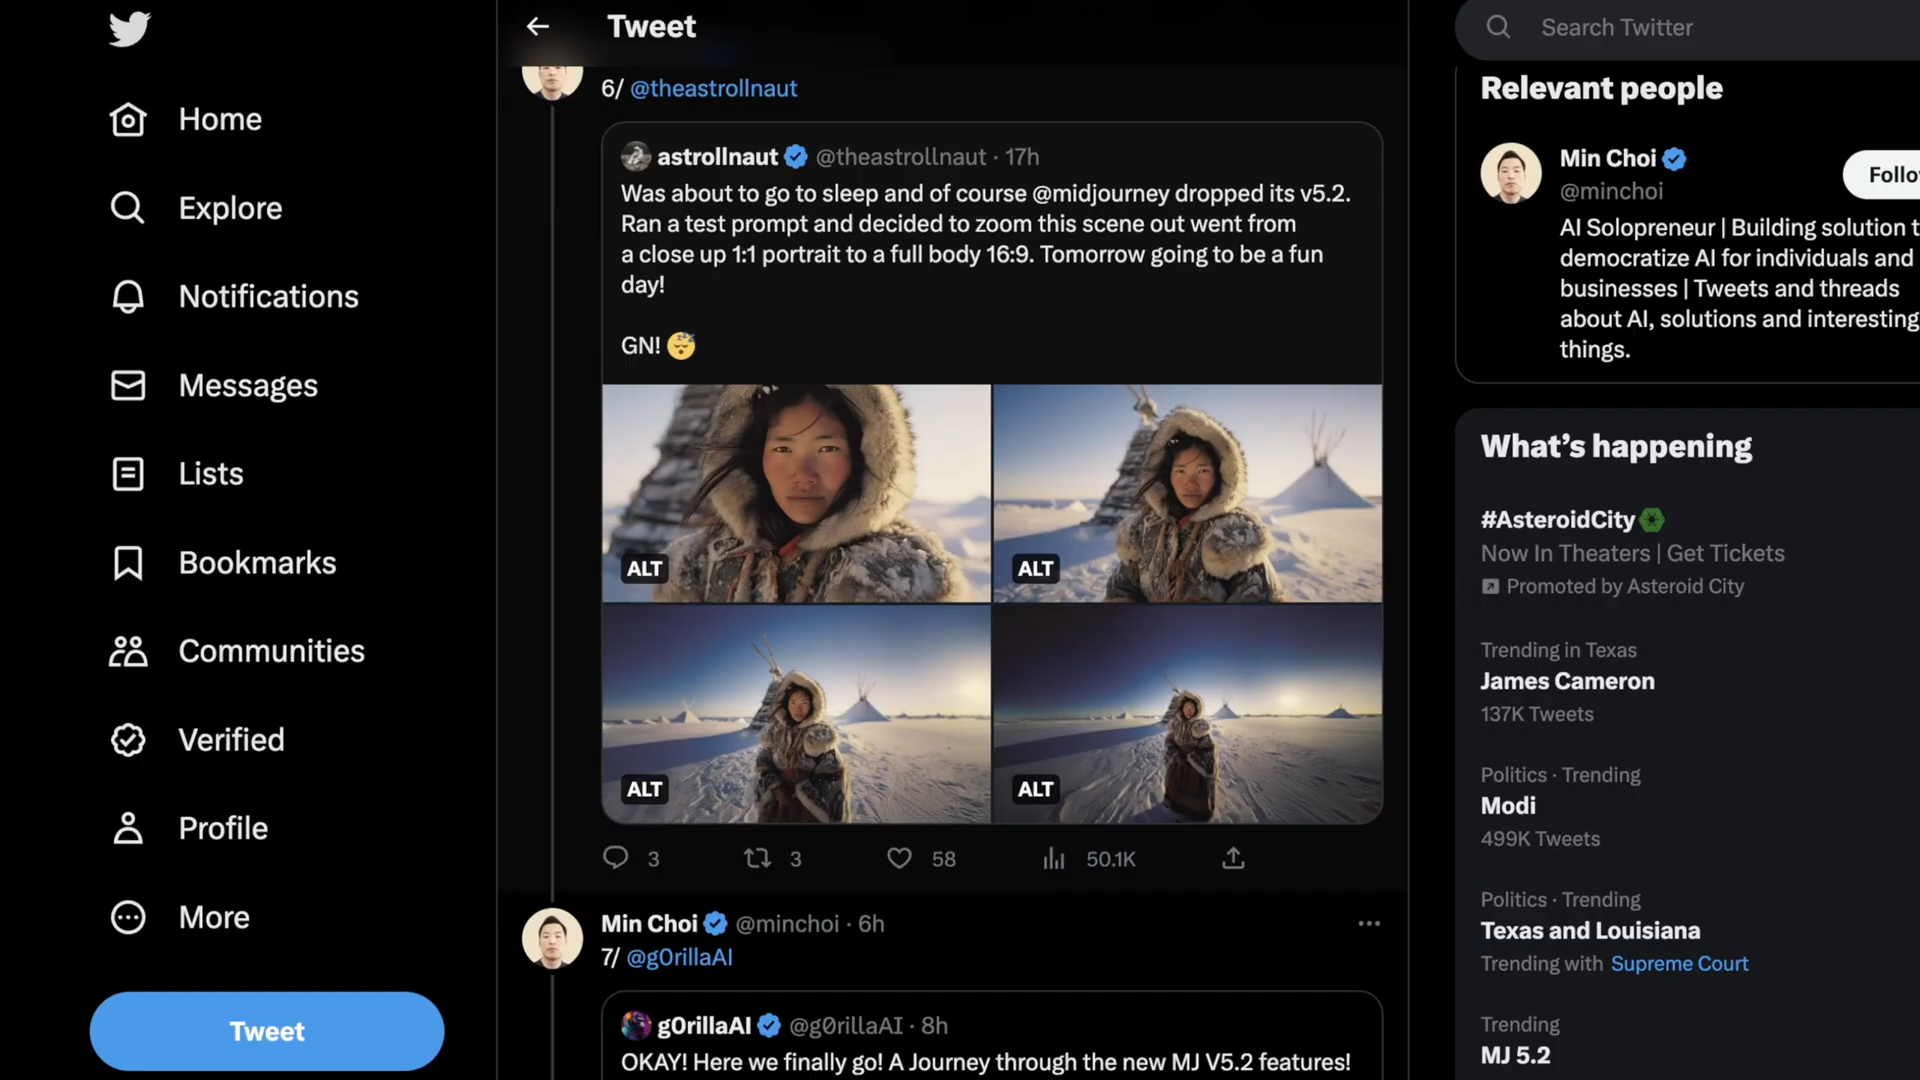 Home
Explore
Notifications
Messages
Lists
Bookmarks
Communities
Verified
Profile
More
Tweet
Tweet
6/ @theastrollnaut
astrollnaut @theastrollnaut · 17h
Was about to go to sleep and of course @midjourney dropped its v5.2.
Ran a test prompt and decided to zoom this scene out went from
a close up 1:1 portrait to a full body 16:9. Tomorrow going to be a fun
day!
GN! 😴
ALT
ALT
ALT
ALT
3
3
58
50.1K
Min Choi @minchoi · 6h
7/ @g0rillaAI
g0rillaAI @g0rillaAI · 8h
OKAY! Here we finally go! A Journey through the new MJ V5.2 features!
Search Twitter
Relevant people
Min Choi
@minchoi
Follo
AI Solopreneur | Building solution t
democratize AI for individuals and
businesses | Tweets and threads
about AI, solutions and interesting
things.
What’s happening
#AsteroidCity
Now In Theaters | Get Tickets
Promoted by Asteroid City
Trending in Texas
James Cameron
137K Tweets
Politics · Trending
Modi
499K Tweets
Politics · Trending
Texas and Louisiana
Trending with Supreme Court
Trending
MJ 5.2